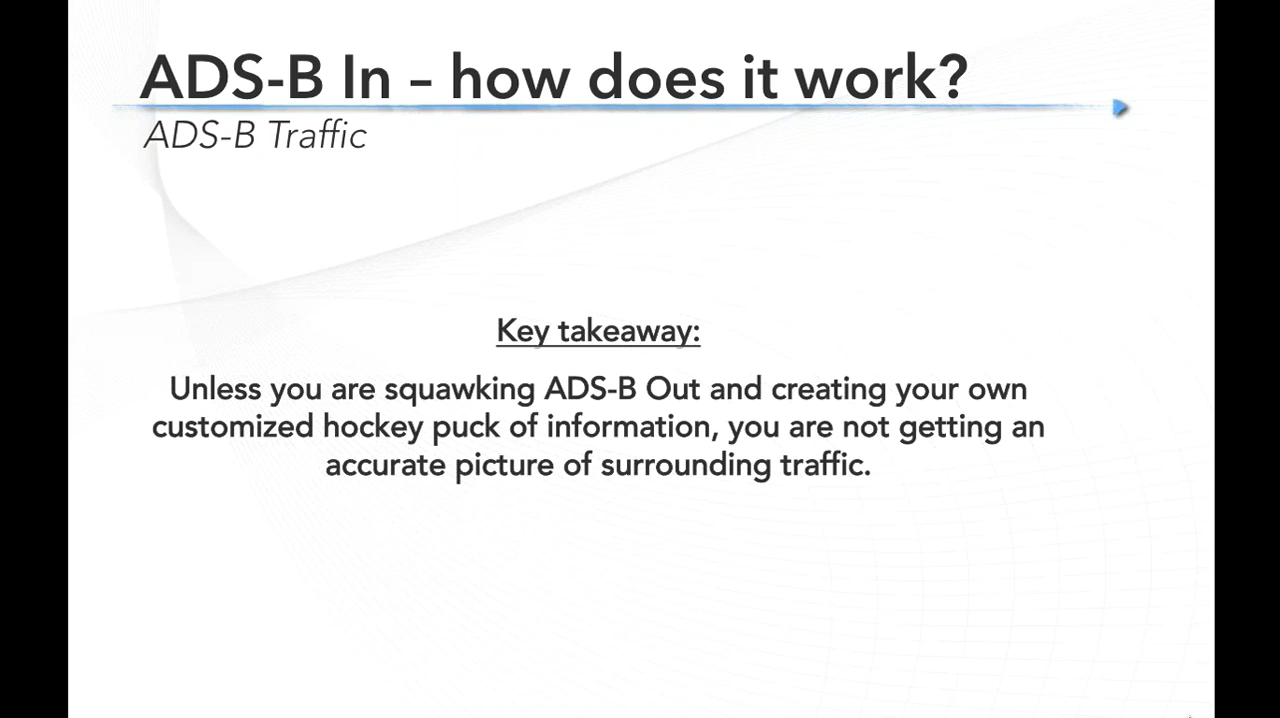 ADS-B In – how does it work?
ADS-B Traffic
Key takeaway:
Unless you are squawking ADS-B Out and creating your own
customized hockey puck of information, you are not getting an
accurate picture of surrounding traffic.